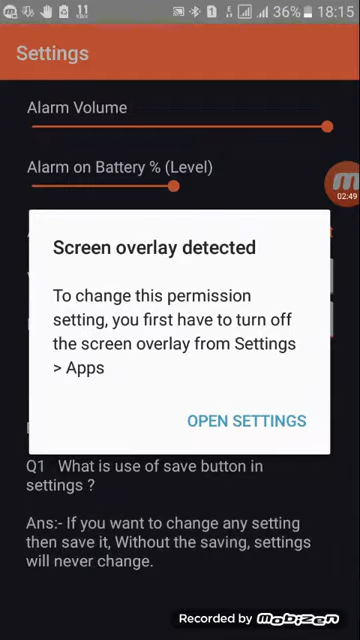 11 36% 18:15
Settings
Alarm Volume
Alarm on Battery % (Level)
02:49
Screen overlay detected
To change this permission
setting, you first have to turn off
the screen overlay from Settings
> Apps
OPEN SETTINGS
Q1 What is use of save button in
settings ?
Ans:- If you want to change any setting
then save it, Without the saving, settings
will never change.
Recorded by Mobizen